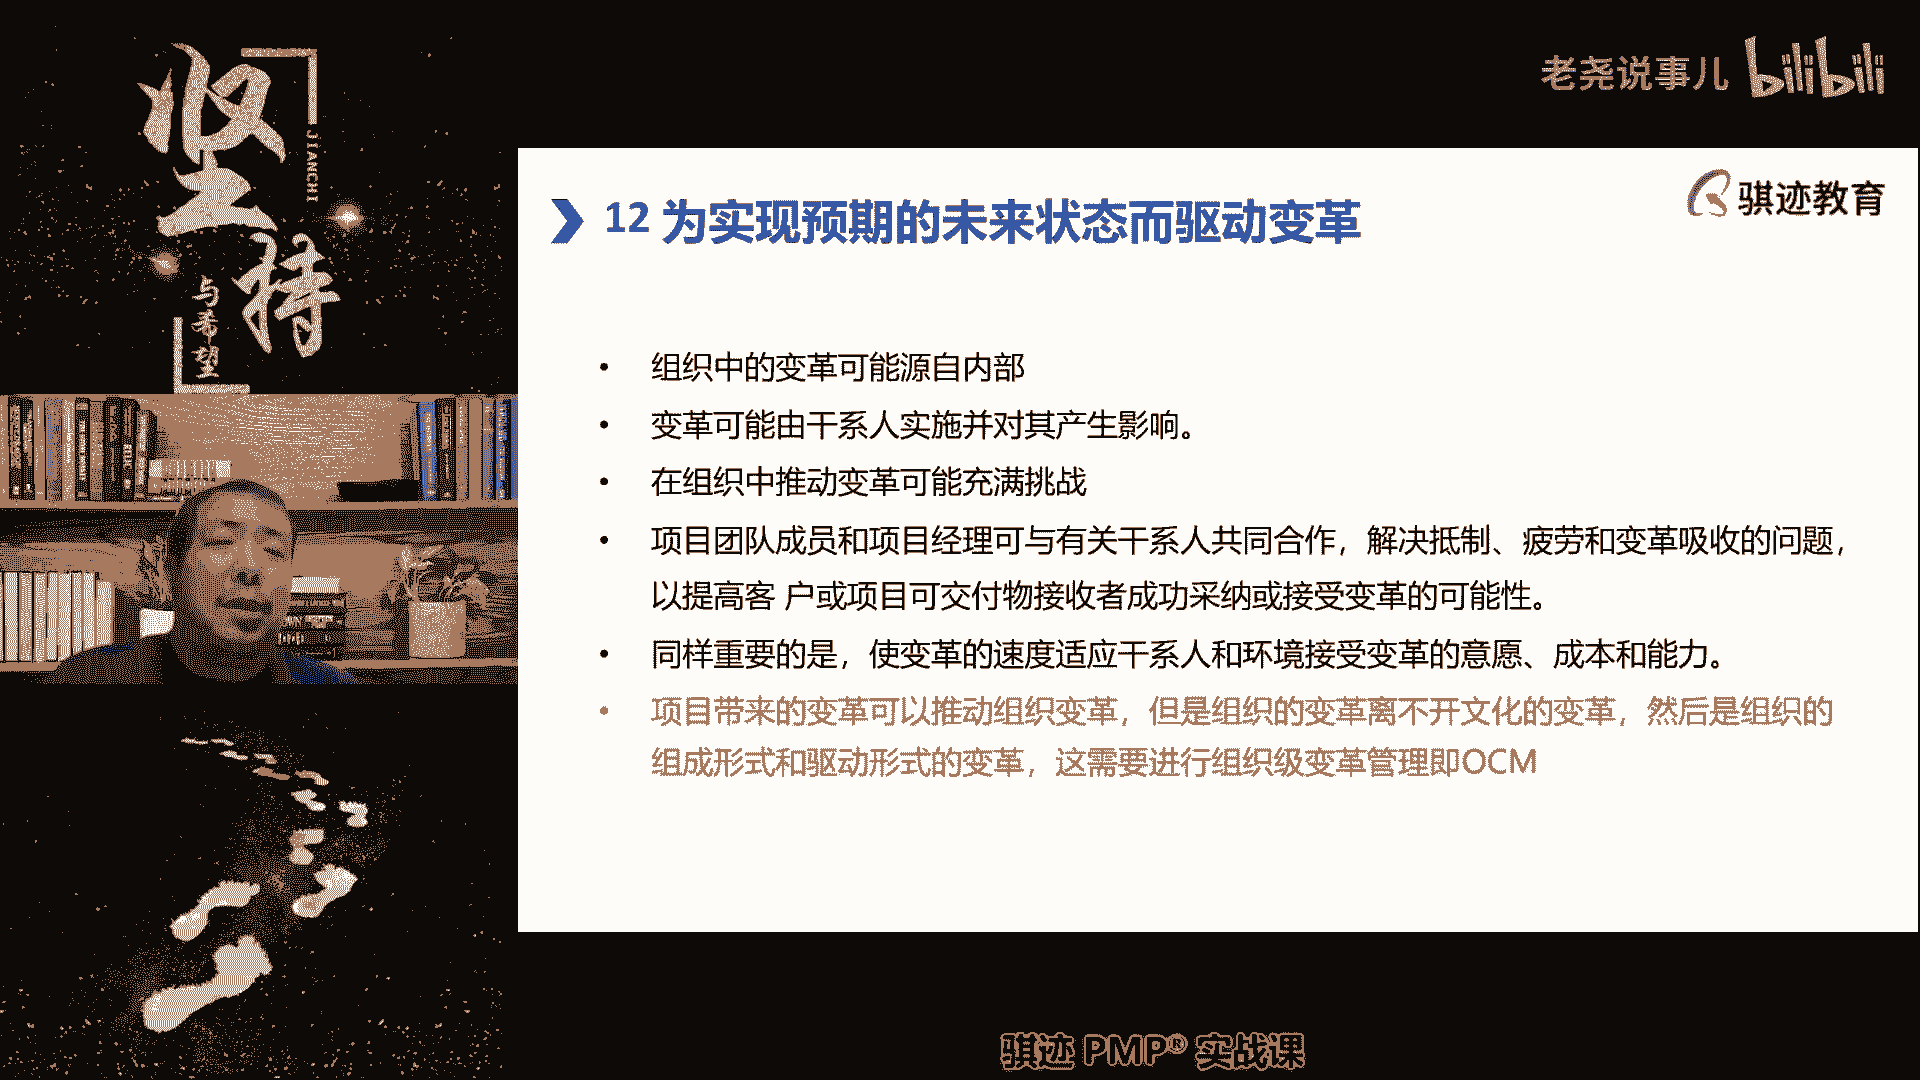 坚
持
JIANCHI
与希望
老尧说事儿 bilibili
骐迹教育
12 为实现预期的未来状态而驱动变革
• 组织中的变革可能源自内部
• 变革可能由干系人实施并对其产生影响。
• 在组织中推动变革可能充满挑战
• 项目团队成员和项目经理可与有关干系人共同合作，解决抵制、疲劳和变革吸收的问题，
以提高客 户或项目可交付物接收者成功采纳或接受变革的可能性。
• 同样重要的是，使变革的速度适应干系人和环境接受变革的意愿、成本和能力。
• 项目带来的变革可以推动组织变革，但是组织的变革离不开文化的变革，然后是组织的
组成形式和驱动形式的变革，这需要进行组织级变革管理即OCM
骐迹 PMP® 实战课